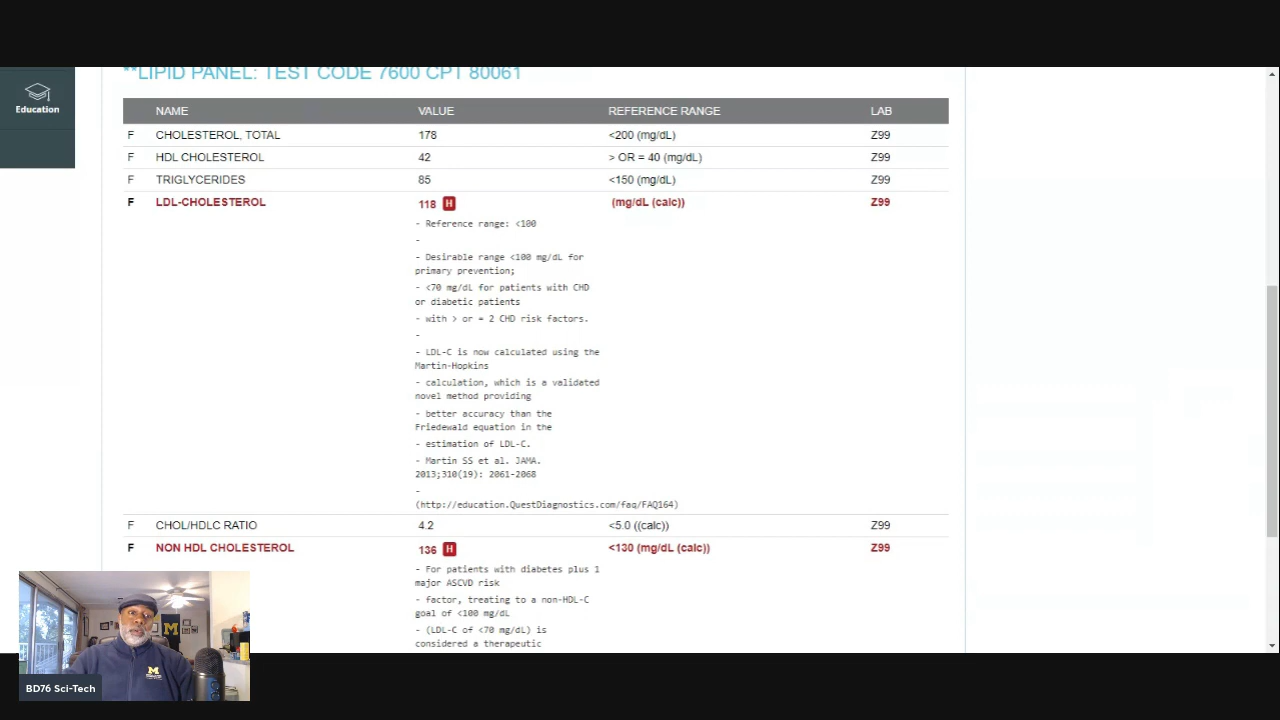 **LIPID PANEL: TEST CODE 7600 CPT 80061
Education
NAME VALUE REFERENCE RANGE LAB
F CHOLESTEROL, TOTAL 178 <200 (mg/dL) Z99
F HDL CHOLESTEROL 42 > OR = 40 (mg/dL) Z99
F TRIGLYCERIDES 85 <150 (mg/dL) Z99
F LDL-CHOLESTEROL 118 H (mg/dL (calc)) Z99
- Reference range: <100
-
- Desirable range <100 mg/dL for
primary prevention;
- <70 mg/dL for patients with CHD
or diabetic patients
- with > or = 2 CHD risk factors.
-
- LDL-C is now calculated using the
Martin-Hopkins
- calculation, which is a validated
novel method providing
- better accuracy than the
Friedewald equation in the
- estimation of LDL-C.
- Martin SS et al. JAMA.
2013;310(19): 2061-2068
-
(http://education.QuestDiagnostics.com/faq/FAQ164)
F CHOL/HDLC RATIO 4.2 <5.0 ((calc)) Z99
F NON HDL CHOLESTEROL 136 H <130 (mg/dL (calc)) Z99
- For patients with diabetes plus 1
major ASCVD risk
- factor, treating to a non-HDL-C
goal of <100 mg/dL
- (LDL-C of <70 mg/dL) is
considered a therapeutic
M
M
BD76 Sci-Tech